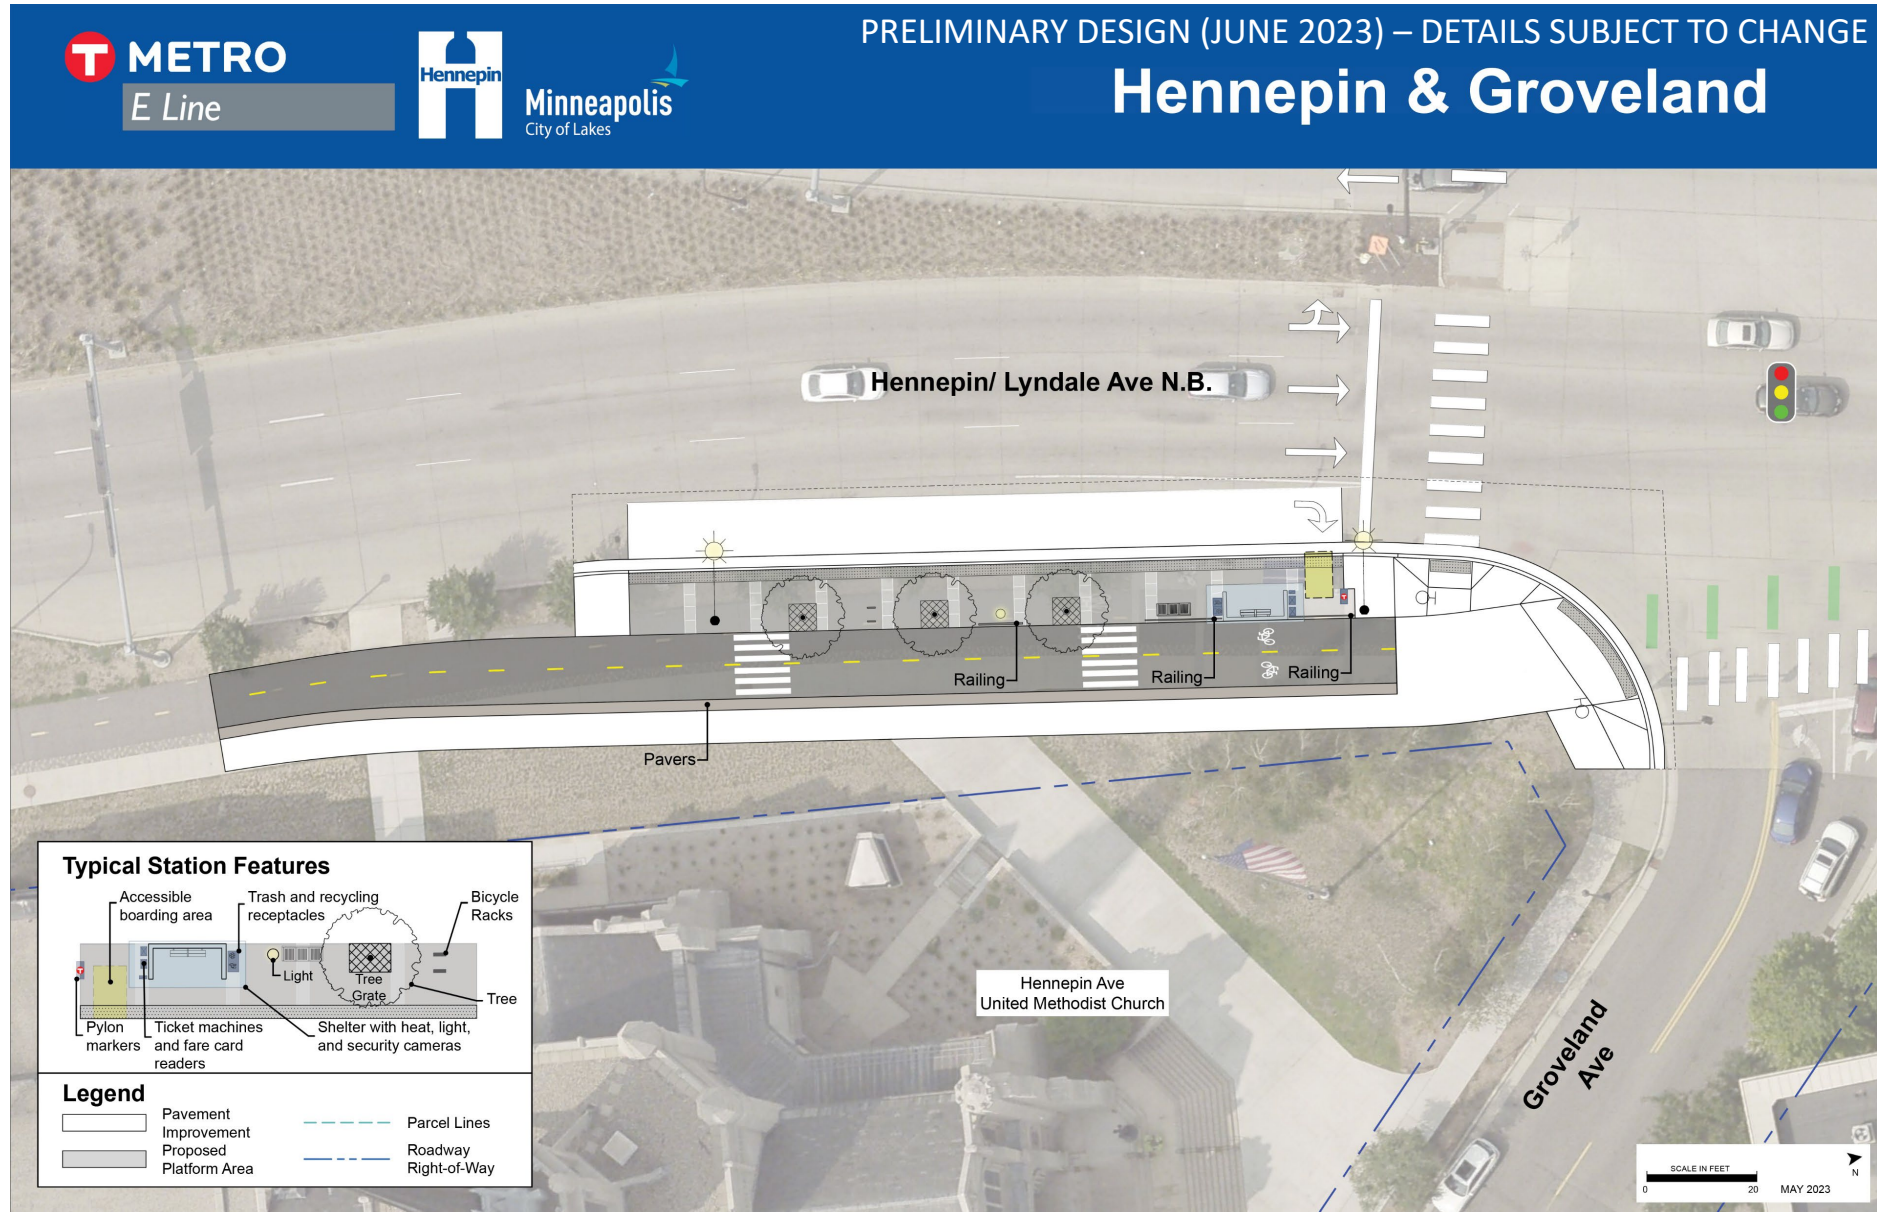 PRELIMINARY DESIGN (JUNE 2023) – DETAILS SUBJECT TO CHANGE
T METRO
E Line
Hennepin
Minneapolis
City of Lakes
Hennepin & Groveland
Hennepin/ Lyndale Ave N.B.
Railing
Railing
Railing
Pavers
Hennepin Ave
United Methodist Church
Groveland
Ave
Typical Station Features
Accessible
boarding area
Trash and recycling
receptacles
Bicycle
Racks
Light
Tree
Grate
Tree
Pylon
markers
Ticket machines
and fare card
readers
Shelter with heat, light,
and security cameras
Legend
Pavement
Improvement
Proposed
Platform Area
Parcel Lines
Roadway
Right-of-Way
SCALE IN FEET
0
20
MAY 2023
N